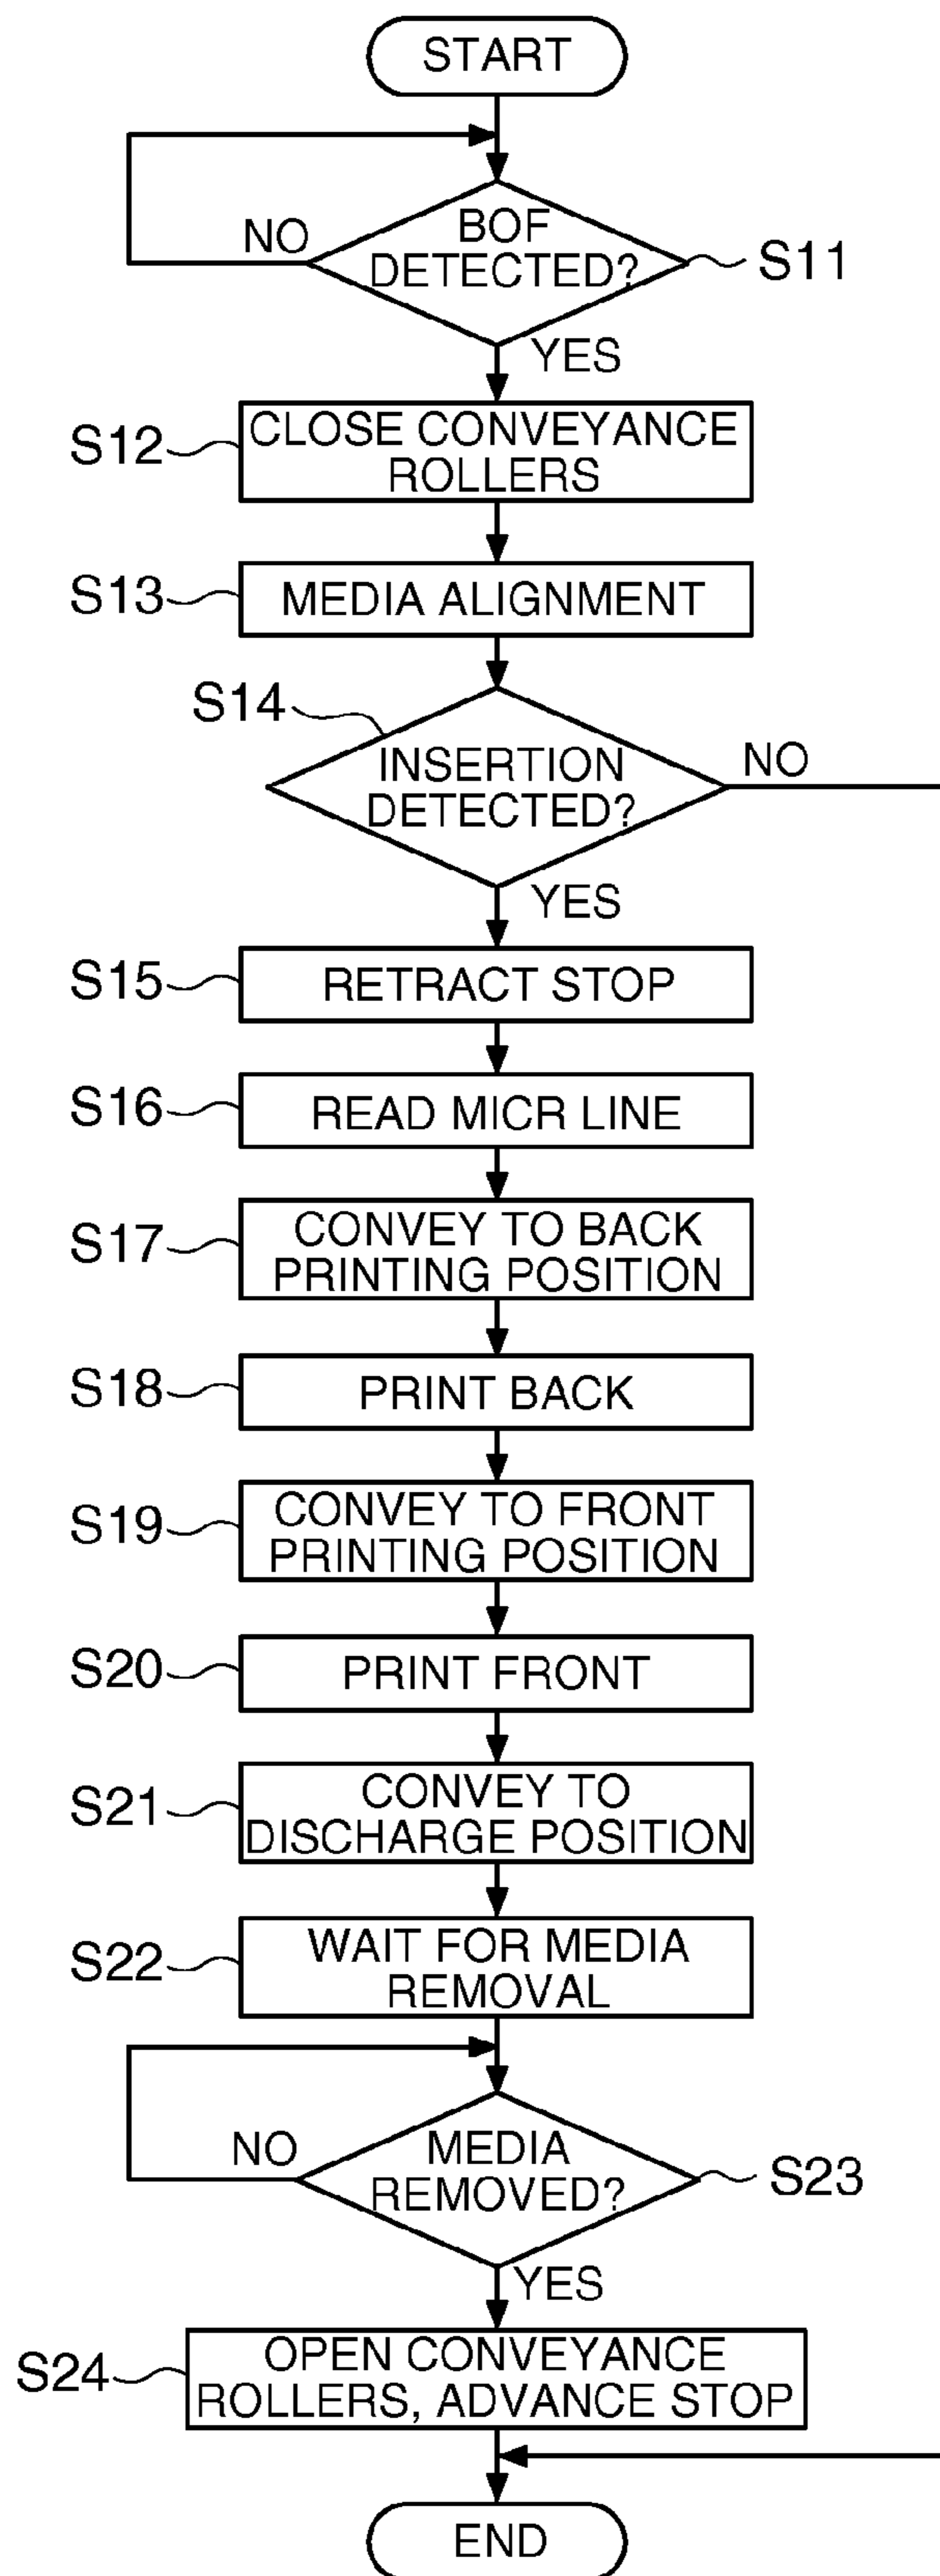 START
NO
BOF
DETECTED?
S11
YES
S12
CLOSE CONVEYANCE
ROLLERS
S13
MEDIA ALIGNMENT
S14
INSERTION
DETECTED?
NO
YES
S15
RETRACT STOP
S16
READ MICR LINE
S17
CONVEY TO BACK
PRINTING POSITION
S18
PRINT BACK
S19
CONVEY TO FRONT
PRINTING POSITION
S20
PRINT FRONT
S21
CONVEY TO
DISCHARGE POSITION
S22
WAIT FOR MEDIA
REMOVAL
NO
MEDIA
REMOVED?
S23
YES
S24
OPEN CONVEYANCE
ROLLERS, ADVANCE STOP
END